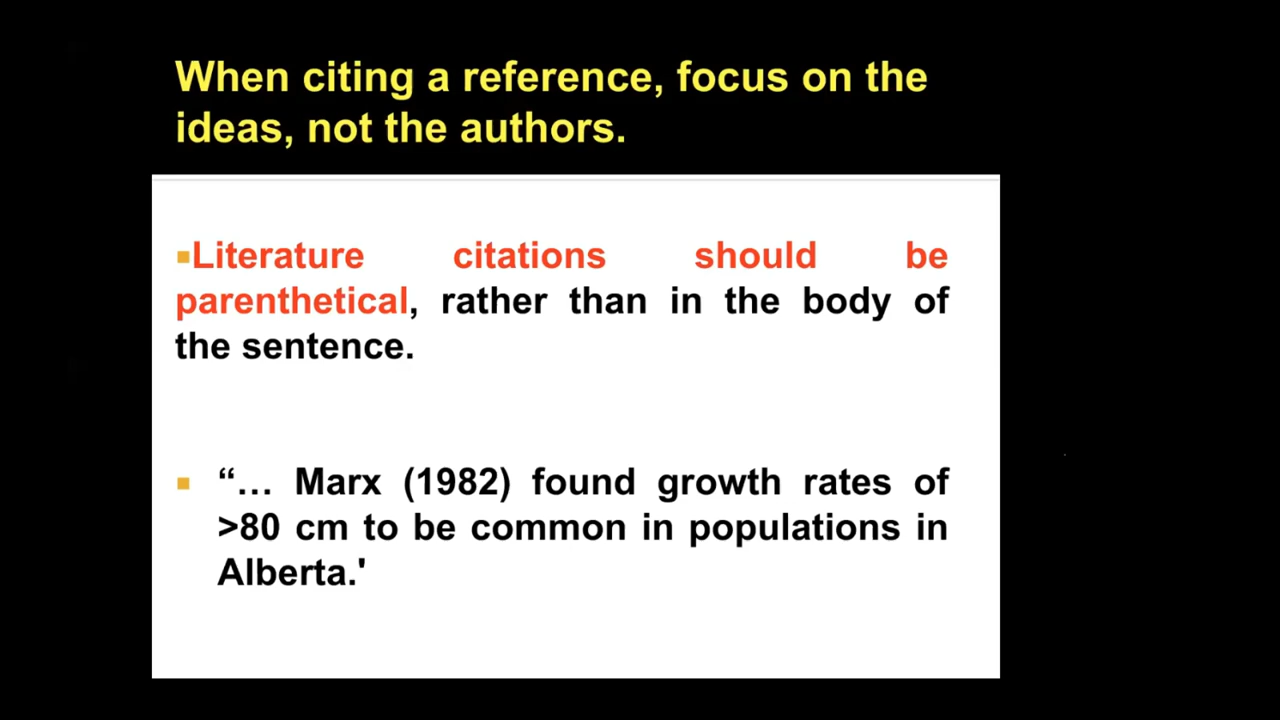 When citing a reference, focus on the
ideas, not the authors.
▪Literature citations should be
parenthetical, rather than in the body of
the sentence.
▪ “… Marx (1982) found growth rates of
>80 cm to be common in populations in
Alberta.'